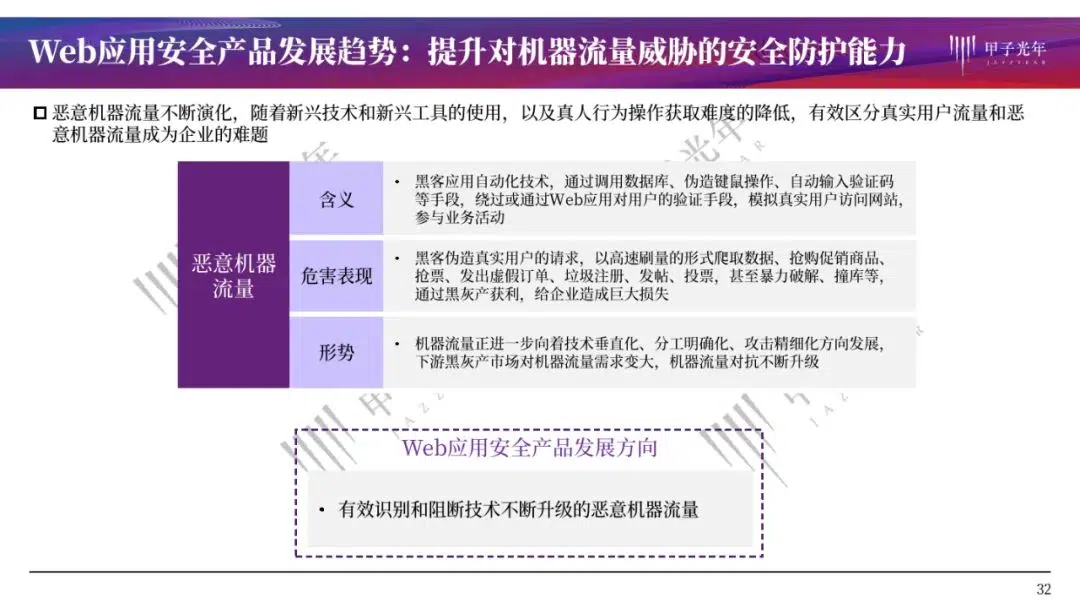 Web应用安全产品发展趋势：提升对机器流量威胁的安全防护能力
甲子光年
JAZZYEAR
恶意机器流量不断演化，随着新兴技术和新兴工具的使用，以及真人行为操作获取难度的降低，有效区分真实用户流量和恶
意机器流量成为企业的难题
恶意机器
流量
含义
• 黑客应用自动化技术，通过调用数据库、伪造键鼠操作、自动输入验证码
等手段，绕过或通过Web应用对用户的验证手段，模拟真实用户访问网站，
参与业务活动
危害表现
• 黑客伪造真实用户的请求，以高速刷量的形式爬取数据、抢购促销商品、
抢票、发出虚假订单、垃圾注册、发帖、投票，甚至暴力破解、撞库等，
通过黑灰产获利，给企业造成巨大损失
形势
• 机器流量正进一步向着技术垂直化、分工明确化、攻击精细化方向发展，
下游黑灰产市场对机器流量需求变大，机器流量对抗不断升级
Web应用安全产品发展方向
• 有效识别和阻断技术不断升级的恶意机器流量
32